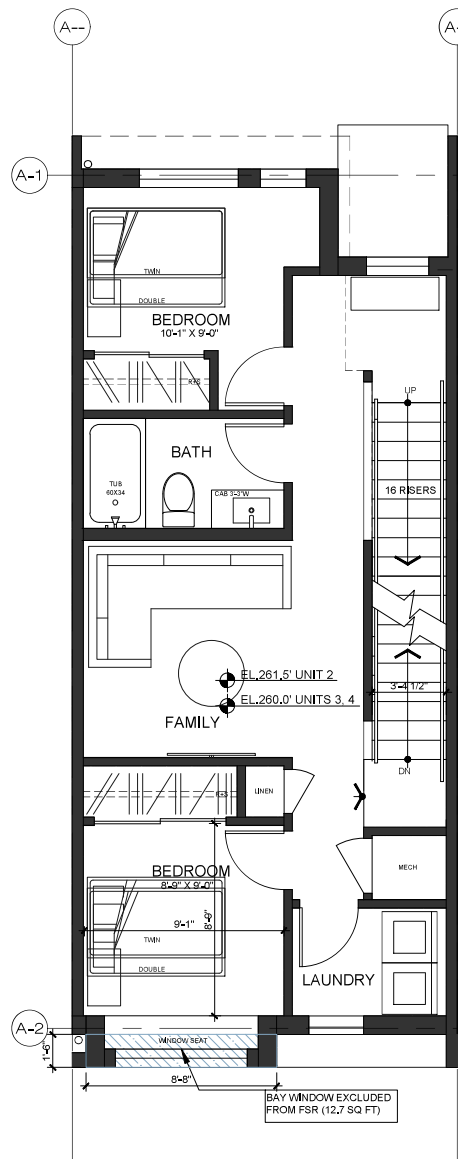 A--
A-
A-1
TWIN
DOUBLE
BEDROOM
10'-1" X 9'-0"
R+S
UP
BATH
TUB
60X34
CAB 3'-3"W
16 RISERS
EL.261.5' UNIT 2
EL.260.0' UNITS 3, 4
3'-4 1/2"
FAMILY
DN
R+S
LINEN
BEDROOM
8'-9" X 9'-0"
MECH
9'-1"
TWIN
DOUBLE
LAUNDRY
A-2
WINDOW SEAT
1'-6"
8'-8"
BAY WINDOW EXCLUDED
FROM FSR (12.7 SQ FT)